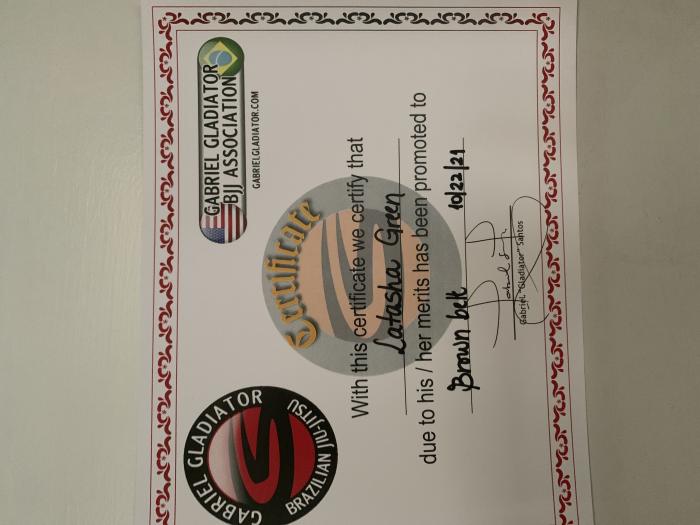 GABRIEL GLADIATOR
BRAZILIAN JIU-JITSU
GABRIEL GLADIATOR
BJJ ASSOCIATION
GABRIELGLADIATOR.COM
Certificate
With this certificate we certify that
Latasha Green
due to his / her merits has been promoted to
Brown belt 10/22/21
Gabriel "Gladiator" Santos